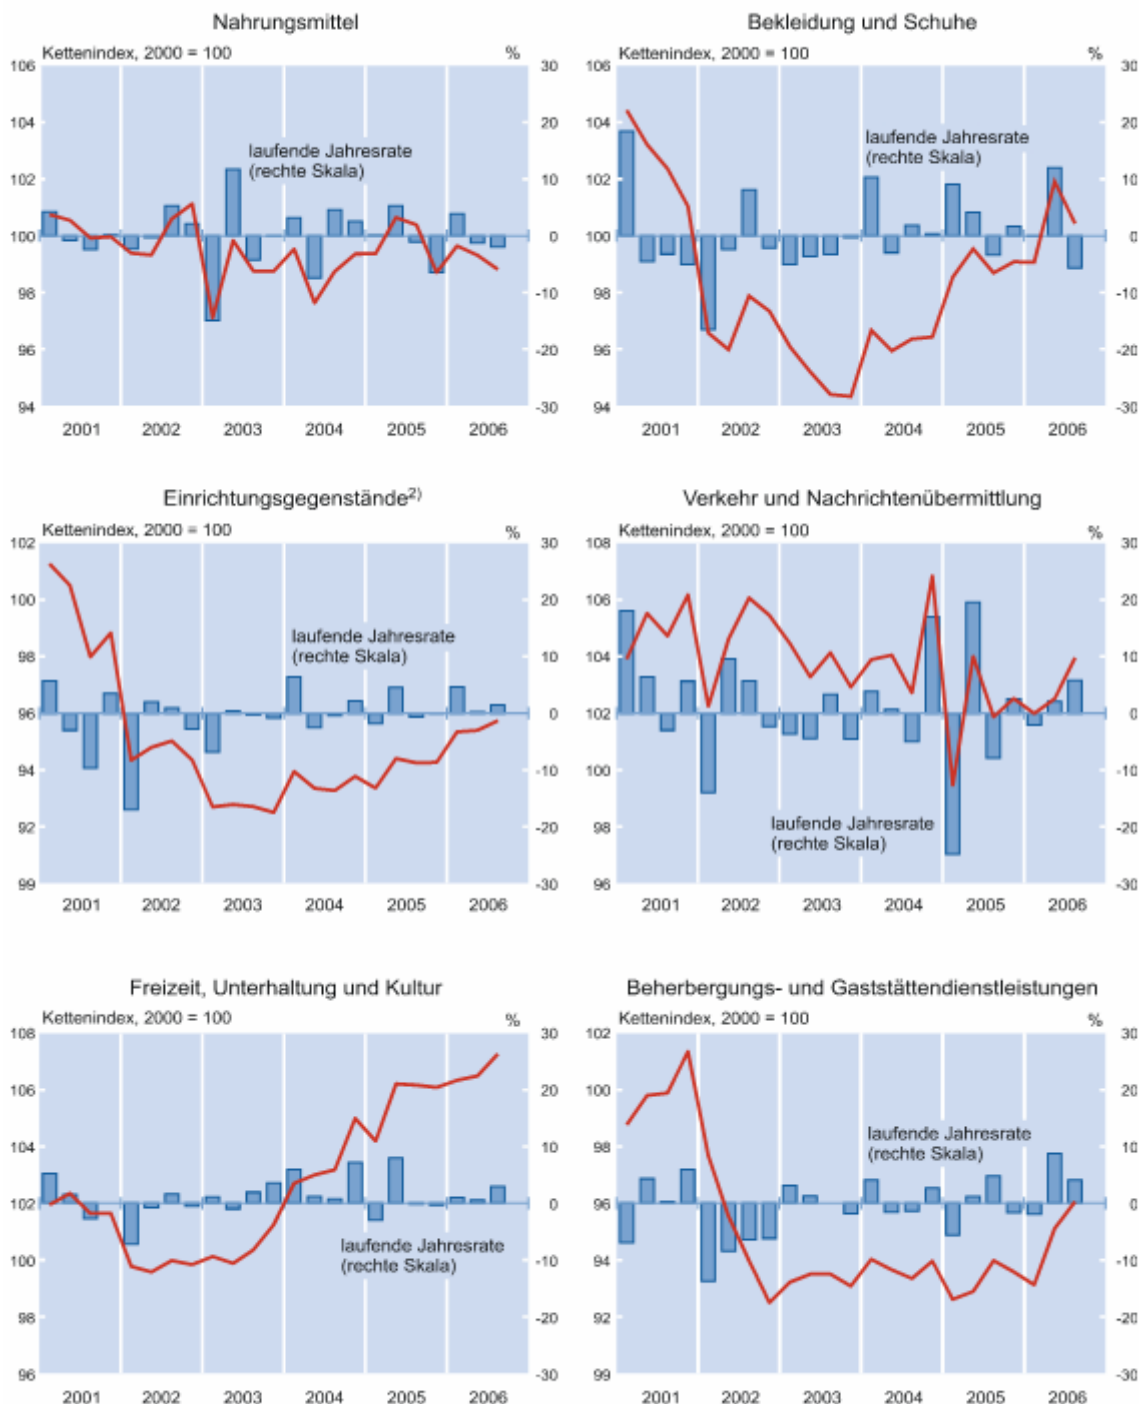 Nahrungsmittel
Kettenindex, 2000 = 100 %
106 30
104 20
laufende Jahresrate
(rechte Skala)
102 10
100 0
98 -10
96 -20
94 -30
2001 2002 2003 2004 2005 2006
Bekleidung und Schuhe
Kettenindex, 2000 = 100 %
106 30
104 20
laufende Jahresrate
(rechte Skala)
102 10
100 0
98 -10
96 -20
94 -30
2001 2002 2003 2004 2005 2006
Einrichtungsgegenstände2)
Kettenindex, 2000 = 100 %
102 30
100 20
laufende Jahresrate
(rechte Skala)
98 10
96 0
94 -10
92 -20
99 -30
2001 2002 2003 2004 2005 2006
Verkehr und Nachrichtenübermittlung
Kettenindex, 2000 = 100 %
108 30
106 20
104 10
102 0
100 -10
98 -20
laufende Jahresrate
(rechte Skala)
96 -30
2001 2002 2003 2004 2005 2006
Freizeit, Unterhaltung und Kultur
Kettenindex, 2000 = 100 %
108 30
106 20
104 10
102 0
laufende Jahresrate
(rechte Skala)
100 -10
98 -20
96 -30
2001 2002 2003 2004 2005 2006
Beherbergungs- und Gaststättendienstleistungen
Kettenindex, 2000 = 100 %
102 30
100 20
laufende Jahresrate
(rechte Skala)
98 10
96 0
94 -10
92 -20
99 -30
2001 2002 2003 2004 2005 2006